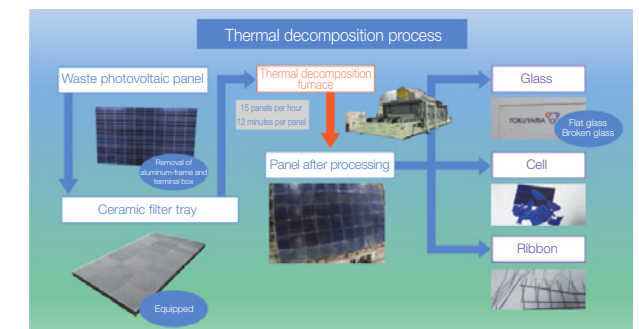 Thermal decomposition process
Waste photovoltaic panel
Removal of
aluminum-frame and
terminal box
Ceramic filter tray
Equipped
Thermal decomposition
furnace
15 panels per hour
12 minutes per panel
Panel after processing
Glass
TOKUYAMA
Flat glass
Broken glass
Cell
Ribbon